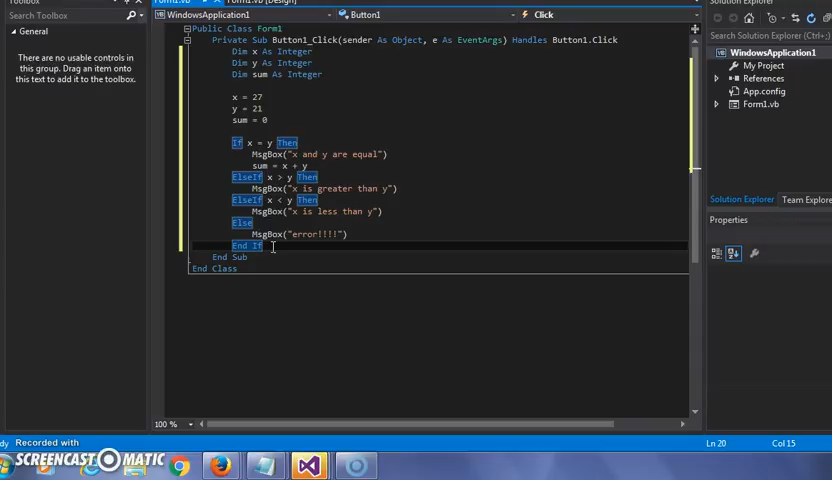 Toolbox
Search Toolbox
General
There are no usable controls in
this group. Drag an item onto
this text to add it to the toolbox.
Form1.vb
Form1.vb [Design]
WindowsApplication1
Button1
Click
Public Class Form1
Private Sub Button1_Click(sender As Object, e As EventArgs) Handles Button1.Click
Dim x As Integer
Dim y As Integer
Dim sum As Integer
x = 27
y = 21
sum = 0
If x = y Then
MsgBox("x and y are equal")
sum = x + y
ElseIf x > y Then
MsgBox("x is greater than y")
ElseIf x < y Then
MsgBox("x is less than y")
Else
MsgBox("error!!!!")
End If
End Sub
End Class
100 %
Solution Explorer
Search Solution Explorer
WindowsApplication1
My Project
References
App.config
Form1.vb
Solution Explorer
Team Explore
Properties
Ln 20
Col 15
Recorded with
SCREENCAST MATIC